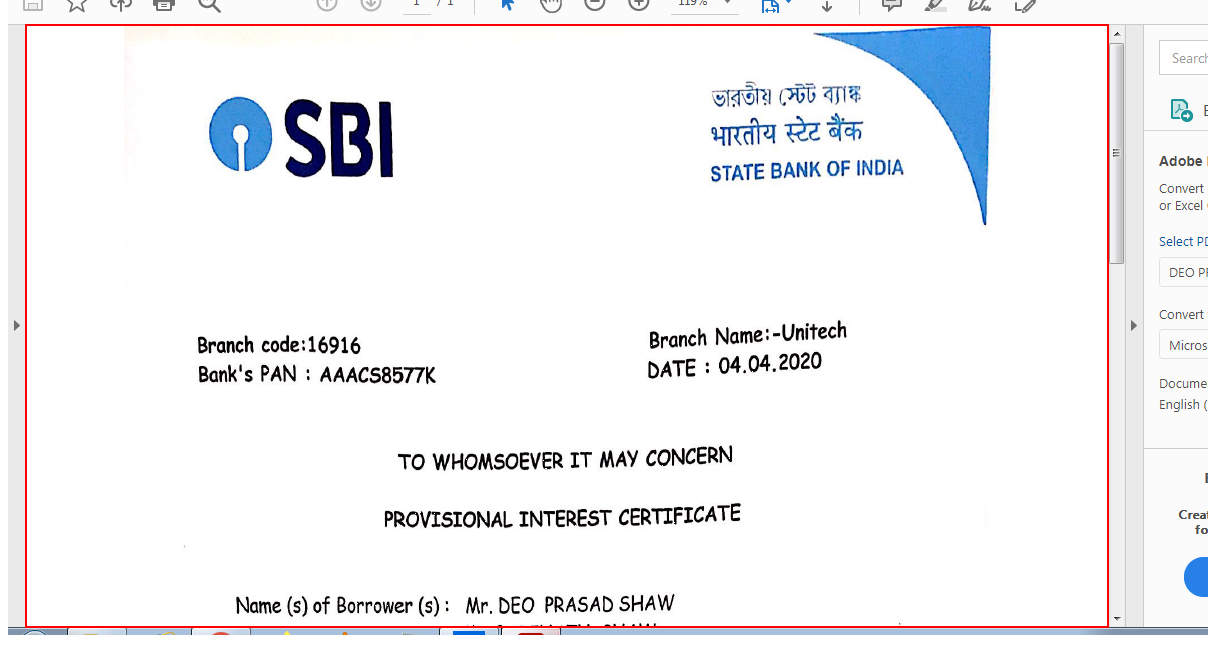 1 / 1
119%
SBI
ভারতীয় স্টেট ব্যাঙ্ক
भारतीय स्टेट बैंक
STATE BANK OF INDIA
Branch code:16916
Branch Name:-Unitech
Bank's PAN : AAACS8577K
DATE : 04.04.2020
TO WHOMSOEVER IT MAY CONCERN
PROVISIONAL INTEREST CERTIFICATE
Name (s) of Borrower (s) : Mr. DEO PRASAD SHAW
Search
Adobe
Convert
or Excel
Select PD
DEO PR
Convert
Micros
Docume
English (
Creat
fo